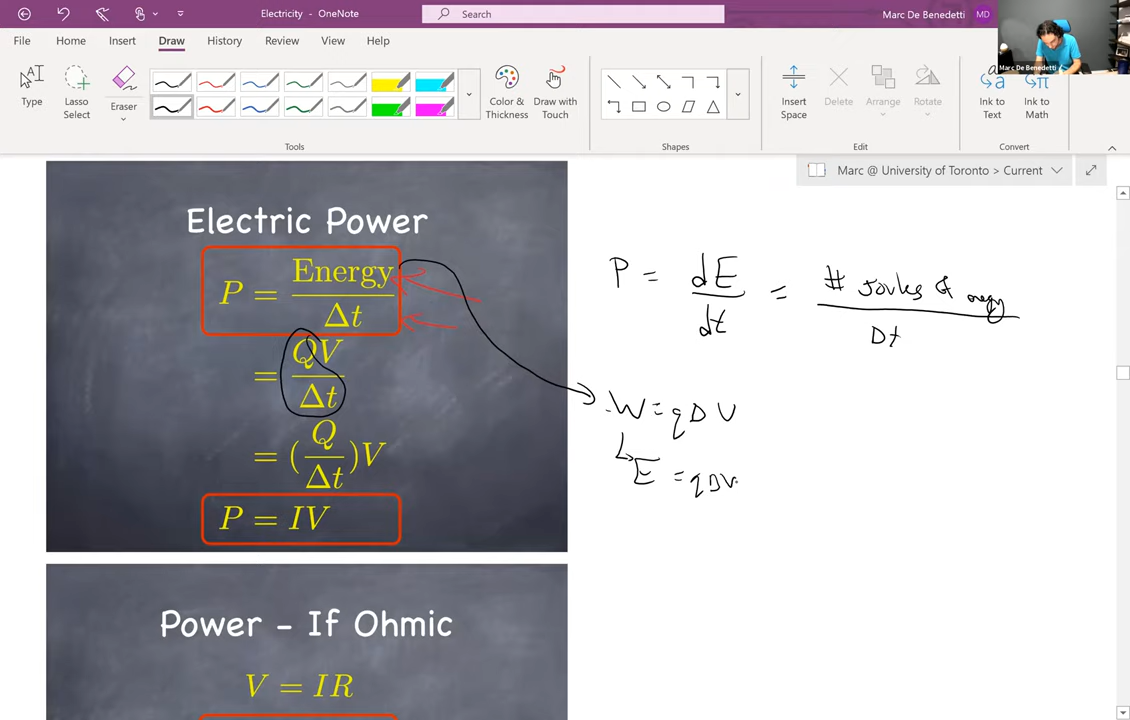 Electricity - OneNote
Search
Marc De Benedetti
MD
File Home Insert Draw History Review View Help
Marc De Benedetti
Type
Lasso Select
Eraser
Color & Thickness
Draw with Touch
Insert Space
Delete
Arrange
Rotate
Ink to Text
Ink to Math
Tools
Shapes
Edit
Convert
Marc @ University of Toronto > Current
Electric Power
P = Energy / Δt
= QV / Δt
= (Q / Δt)V
P = IV
Power - If Ohmic
V = IR
P = dE / dt = # Joules of energy / Δt
W = qΔV
E = qΔV